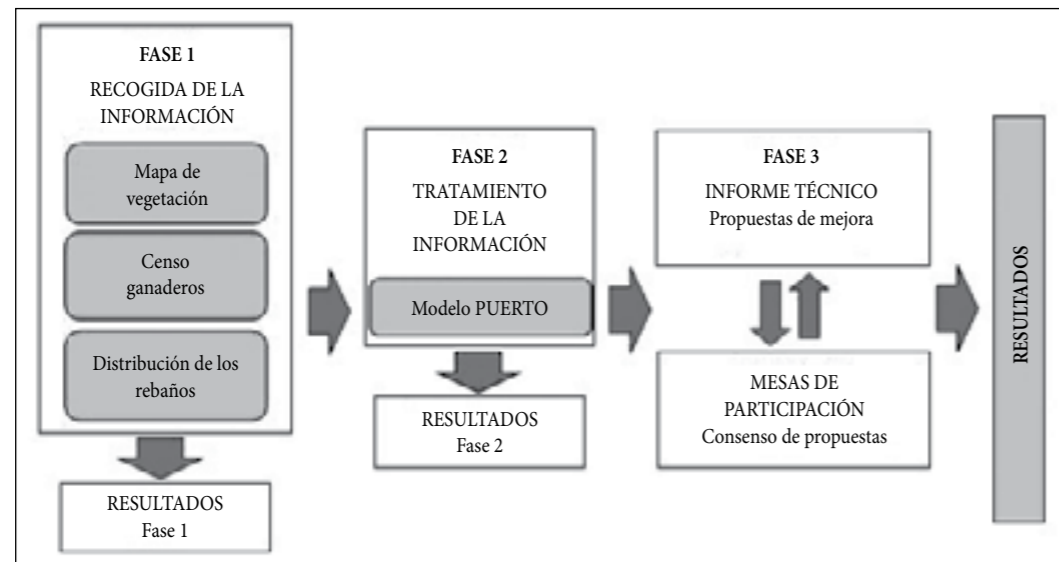 FASE 1
RECOGIDA DE LA
INFORMACIÓN
Mapa de
vegetación
Censo
ganaderos
Distribución de los
rebaños
RESULTADOS
Fase 1
FASE 2
TRATAMIENTO
DE LA
INFORMACIÓN
Modelo PUERTO
RESULTADOS
Fase 2
FASE 3
INFORME TÉCNICO
Propuestas de mejora
MESAS DE
PARTICIPACIÓN
Consenso de propuestas
RESULTADOS